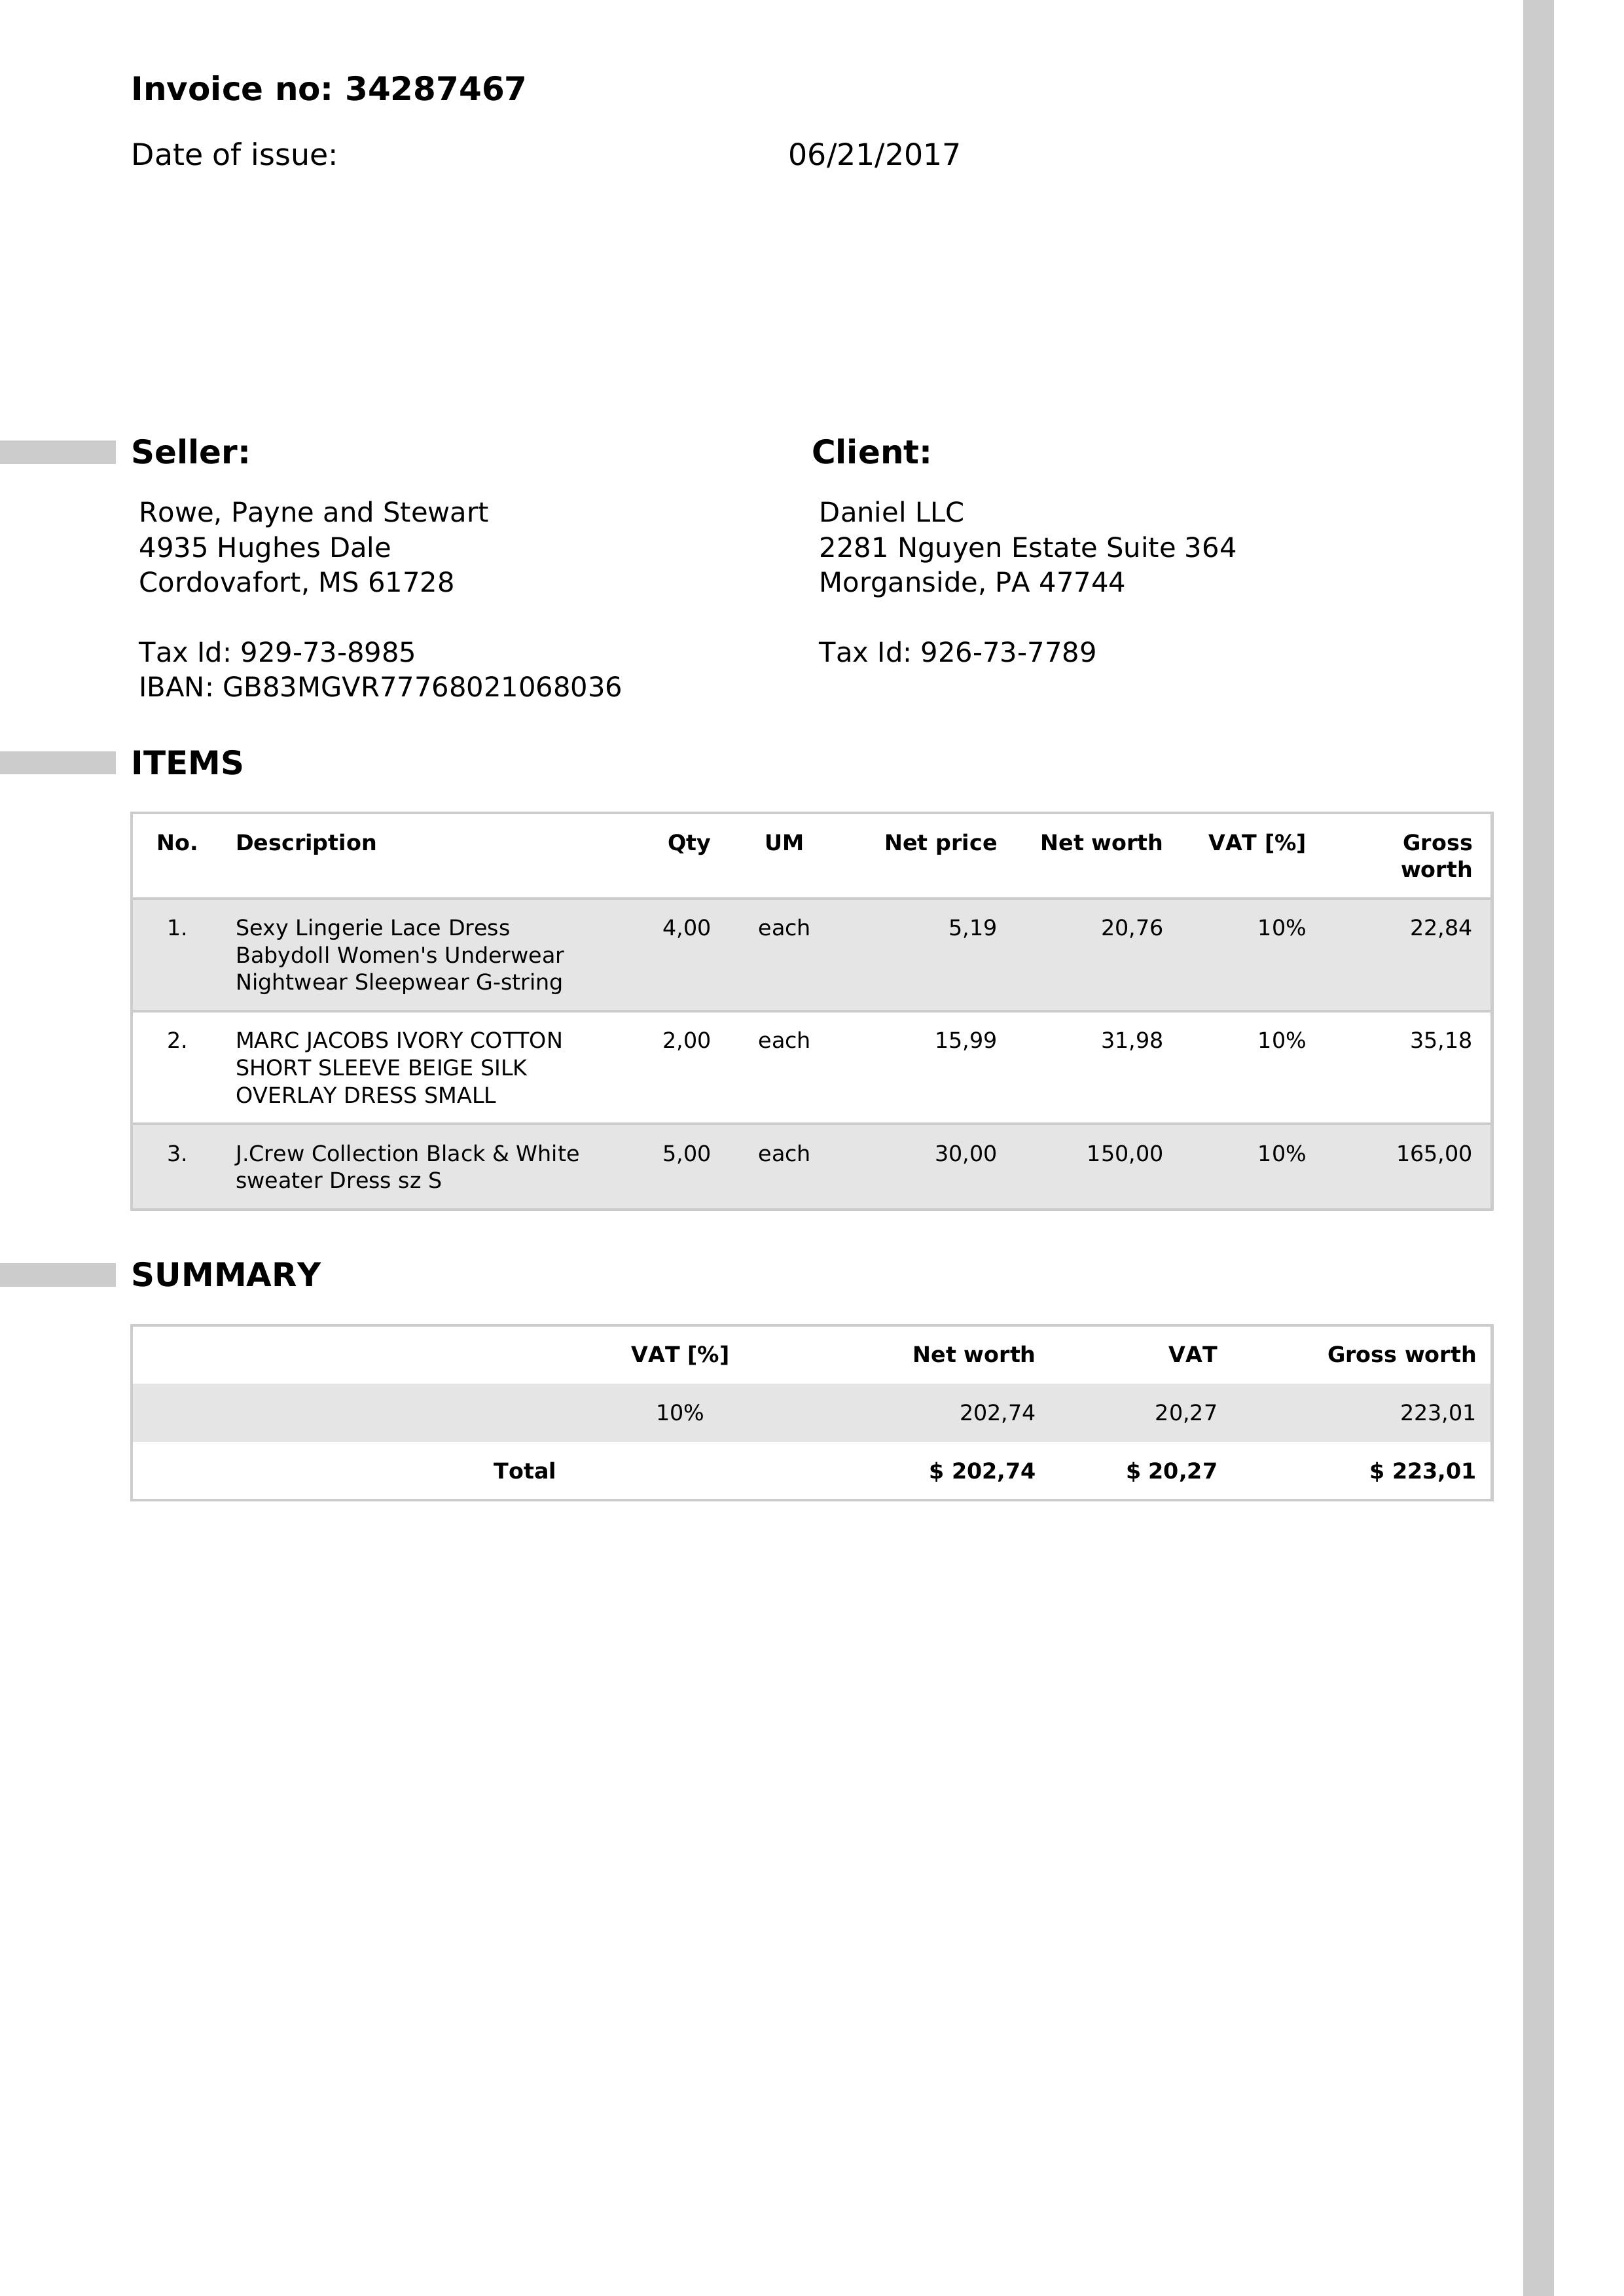 Invoice no: 34287467
Date of issue: 06/21/2017
Seller: Client:
Rowe, Payne and Stewart Daniel LLC
4935 Hughes Dale 2281 Nguyen Estate Suite 364
Cordovafort, MS 61728 Morganside, PA 47744
Tax Id: 929-73-8985 Tax Id: 926-73-7789
IBAN: GB83MGVR77768021068036
ITEMS
No. Description Qty UM Net price Net worth VAT [%] Gross
worth
1. Sexy Lingerie Lace Dress 4,00 each 5,19 20,76 10% 22,84
Babydoll Women's Underwear
Nightwear Sleepwear G-string
2. MARC JACOBS IVORY COTTON 2,00 each 15,99 31,98 10% 35,18
SHORT SLEEVE BEIGE SILK
OVERLAY DRESS SMALL
3. J.Crew Collection Black & White 5,00 each 30,00 150,00 10% 165,00
sweater Dress sz S
SUMMARY
VAT [%] Net worth VAT Gross worth
10% 202,74 20,27 223,01
Total $ 202,74 $ 20,27 $ 223,01